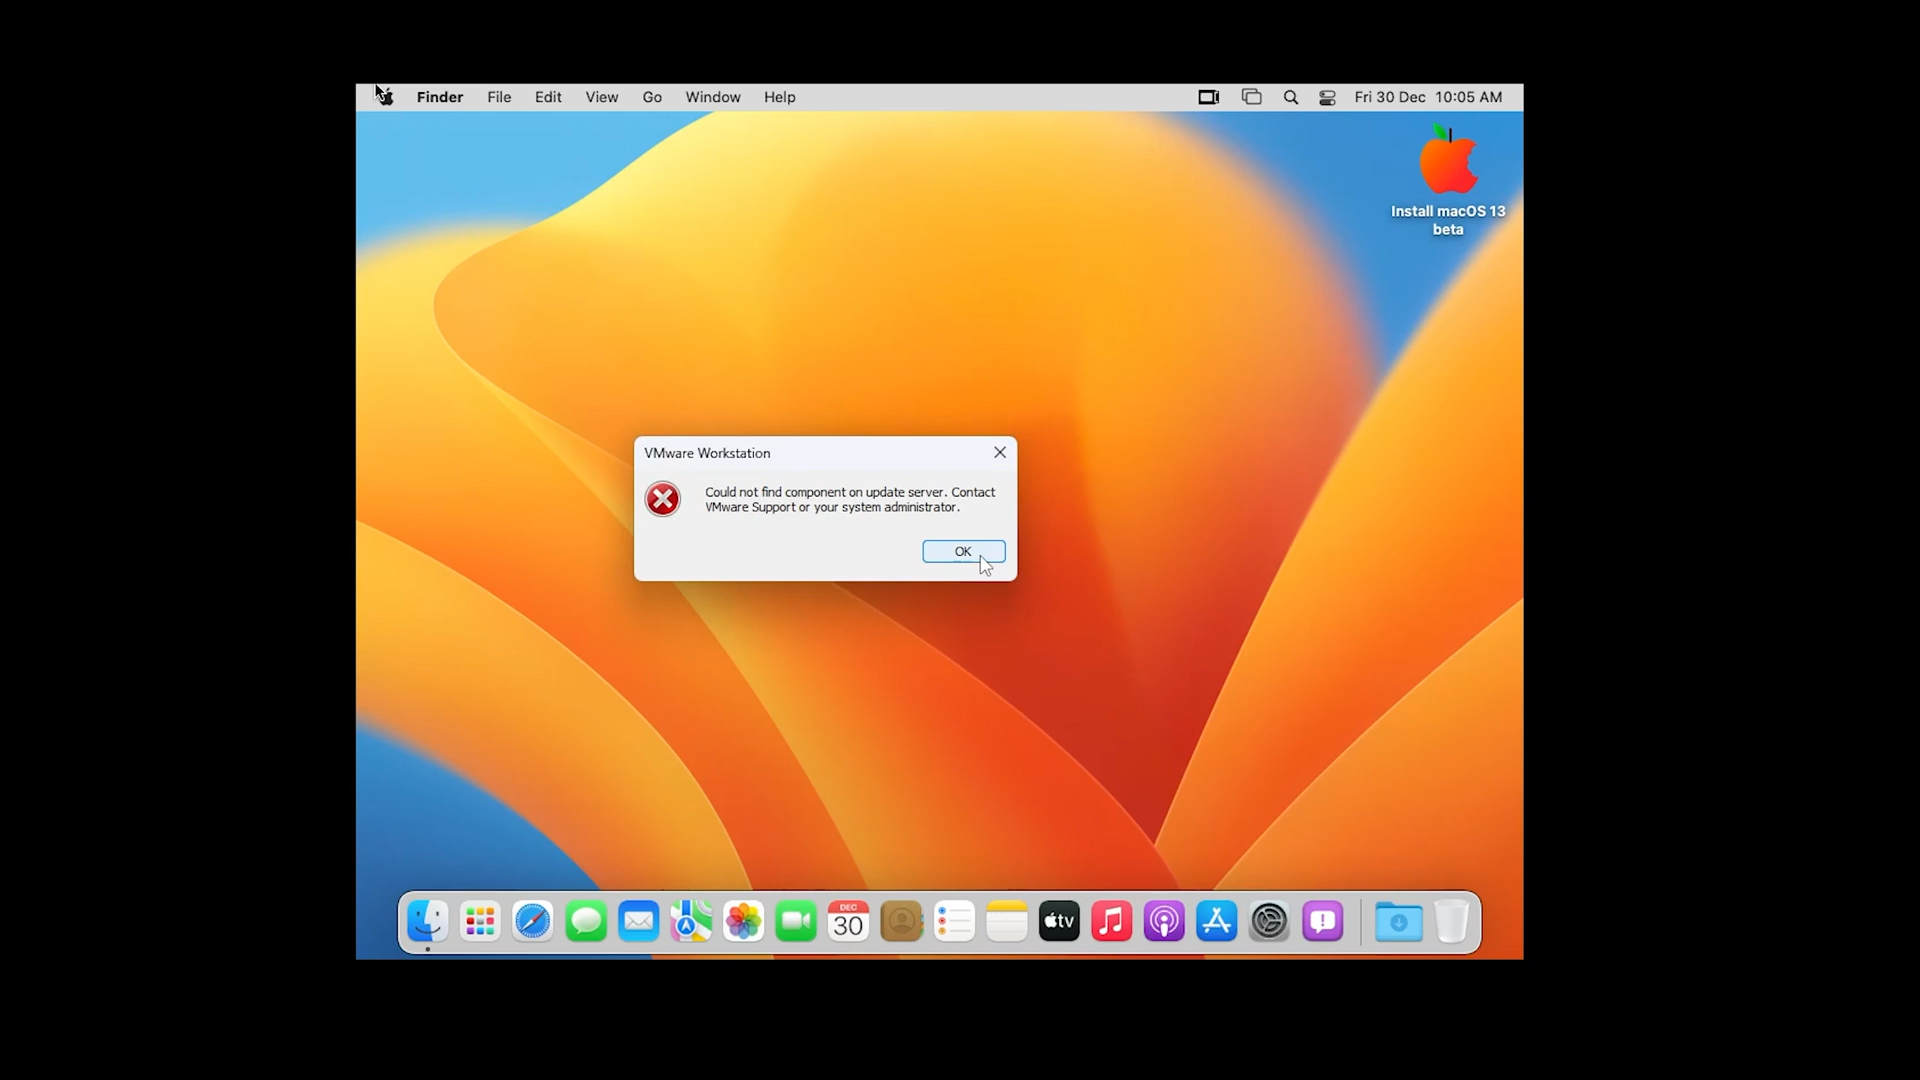 Finder File Edit View Go Window Help Fri 30 Dec 10:05 AM
Install macOS 13
beta
VMware Workstation
Could not find component on update server. Contact
VMware Support or your system administrator.
OK
DEC
30
tv